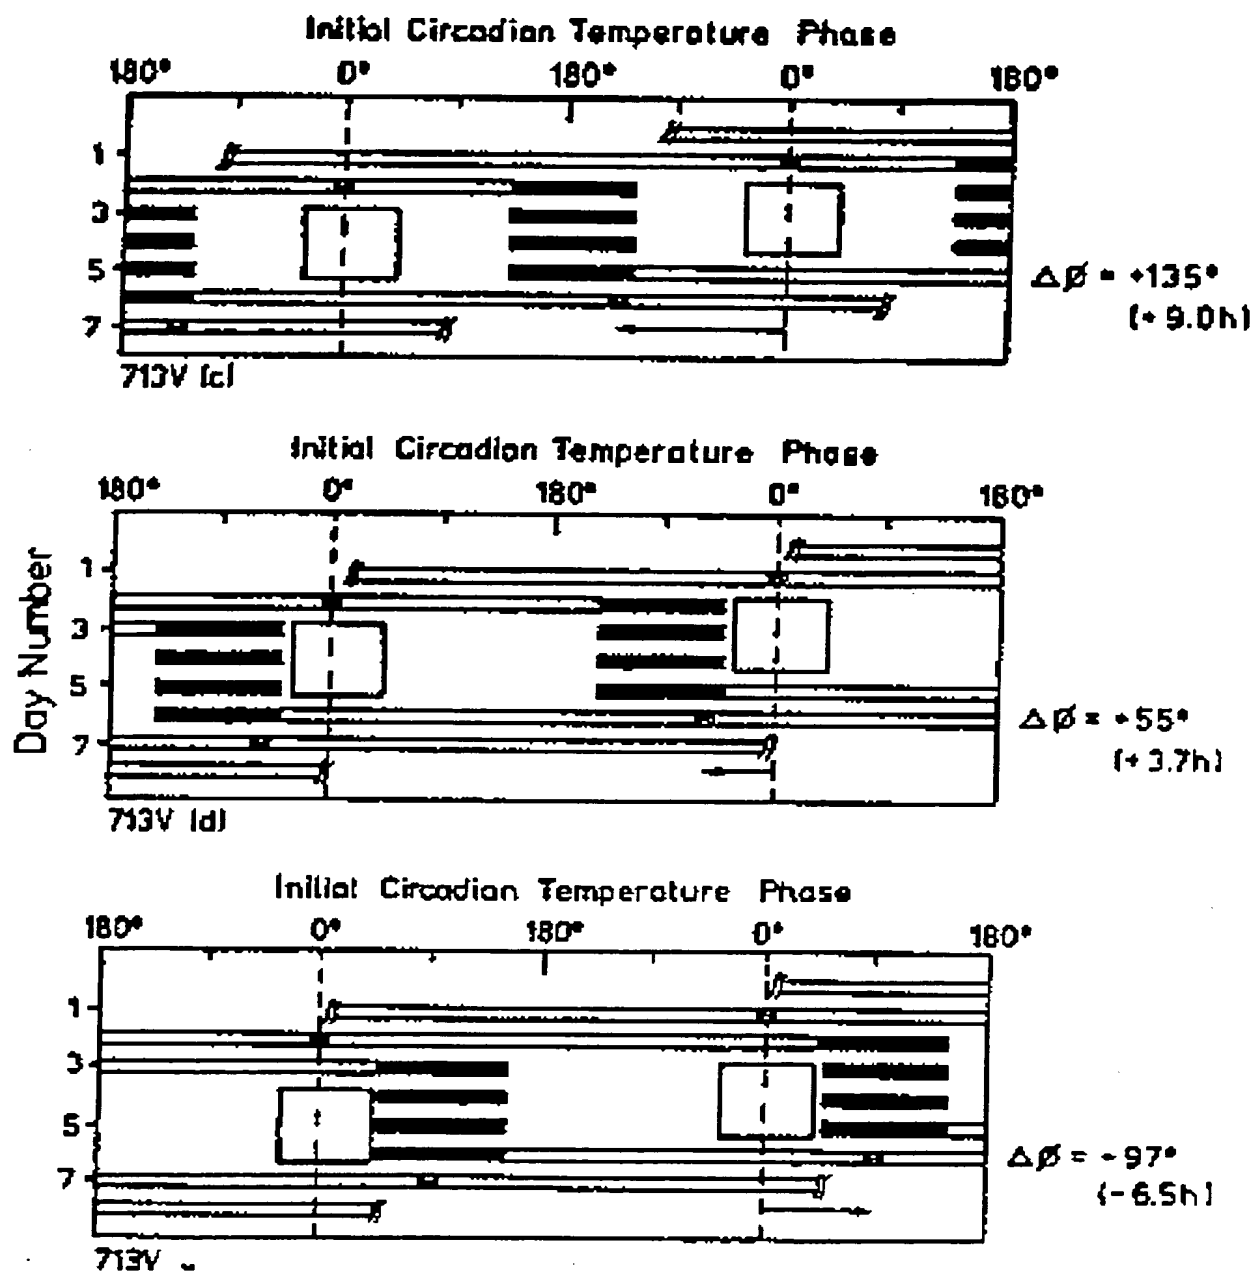 Initial Circadian Temperature Phase
180° 0° 180° 0° 180°
1
3
5
7
Δø = +135°
(+ 9.0h)
713V (c)
Initial Circadian Temperature Phase
180° 0° 180° 0° 180°
Day Number
1
3
5
7
Δø = +55°
(+ 3.7h)
713V (d)
Initial Circadian Temperature Phase
180° 0° 180° 0° 180°
1
3
5
7
Δø = -97°
(-6.5h)
713V